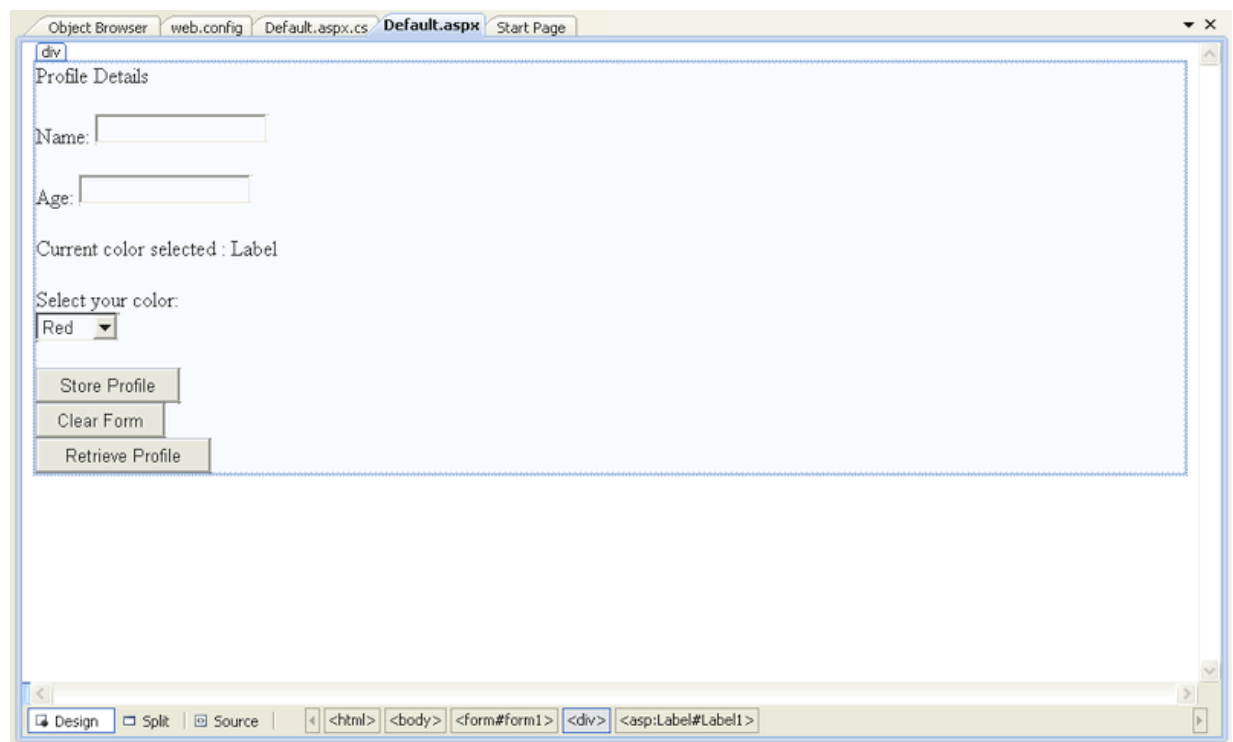 Object Browser web.config Default.aspx.cs Default.aspx Start Page
div
Profile Details
Name:
Age:
Current color selected : Label
Select your color:
Red
Store Profile
Clear Form
Retrieve Profile
Design Split Source <html> <body> <form#form1> <div> <asp:Label#Label1>